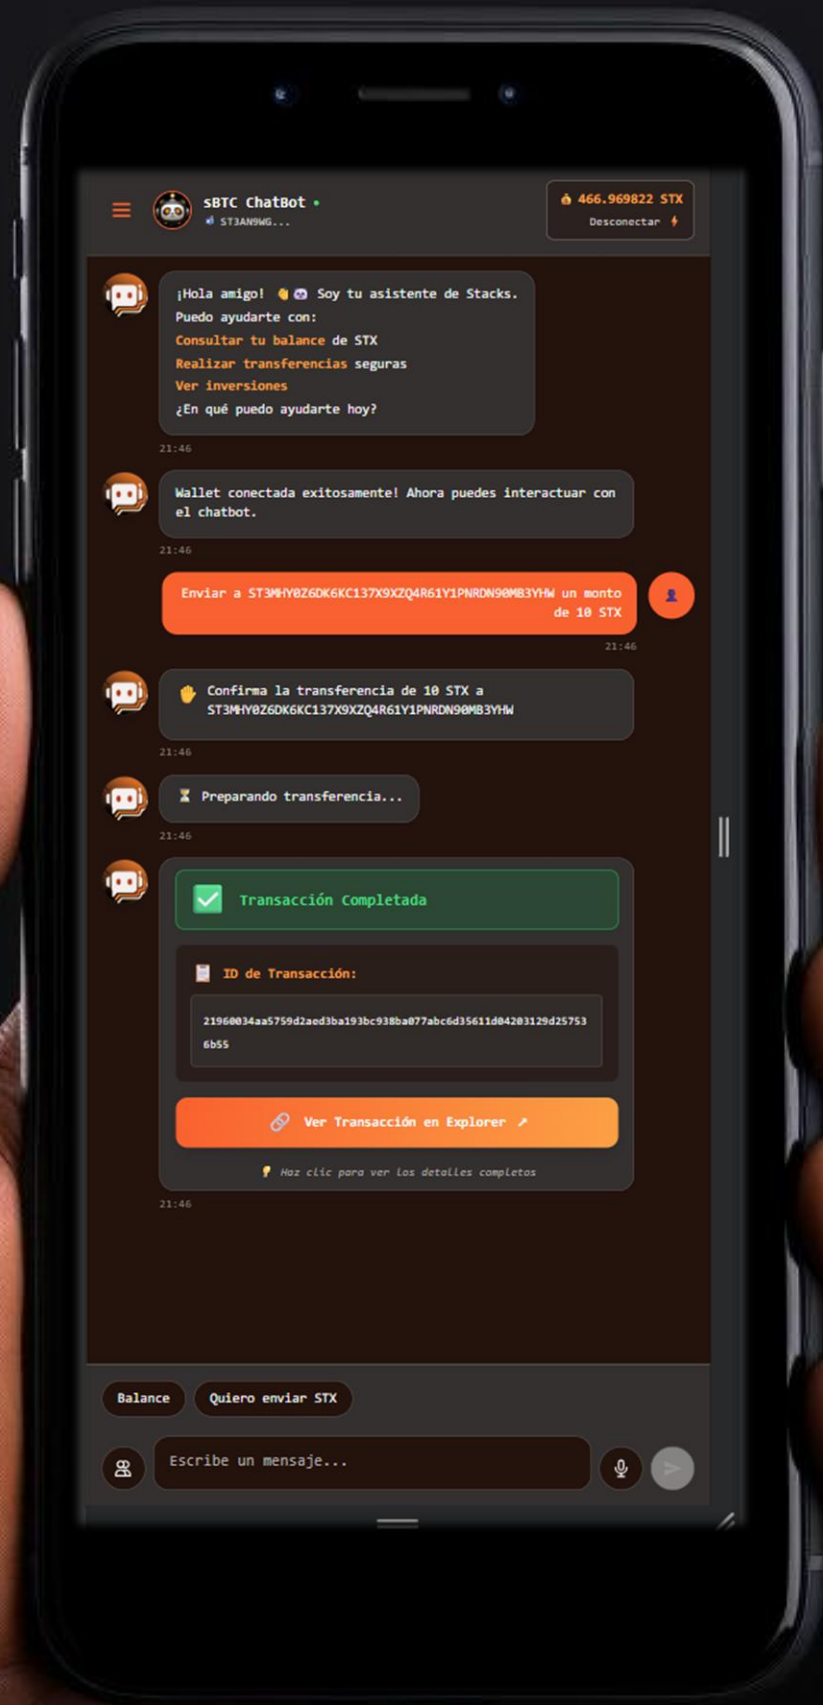 sBTC ChatBot
ST3AN9WG...
466.969822 STX
Desconectar
¡Hola amigo! 👋 Soy tu asistente de Stacks.
Puedo ayudarte con:
Consultar tu balance de STX
Realizar transferencias seguras
Ver inversiones
¿En qué puedo ayudarte hoy?
21:46
Wallet conectada exitosamente! Ahora puedes interactuar con
el chatbot.
21:46
Enviar a ST3MHY0Z6DK6KC137X9XZQ4R61Y1PNRDN90MB3YHW un monto
de 10 STX
21:46
✋ Confirma la transferencia de 10 STX a
ST3MHY0Z6DK6KC137X9XZQ4R61Y1PNRDN90MB3YHW
21:46
⏳ Preparando transferencia...
21:46
✅ Transacción Completada
📋 ID de Transacción:
21960034aa5759d2aed3ba193bc938ba077abc6d35611d04203129d25753
6b55
🔗 Ver Transacción en Explorer ↗
💡 Haz clic para ver los detalles completos
21:46
Balance
Quiero enviar STX
Escribe un mensaje...